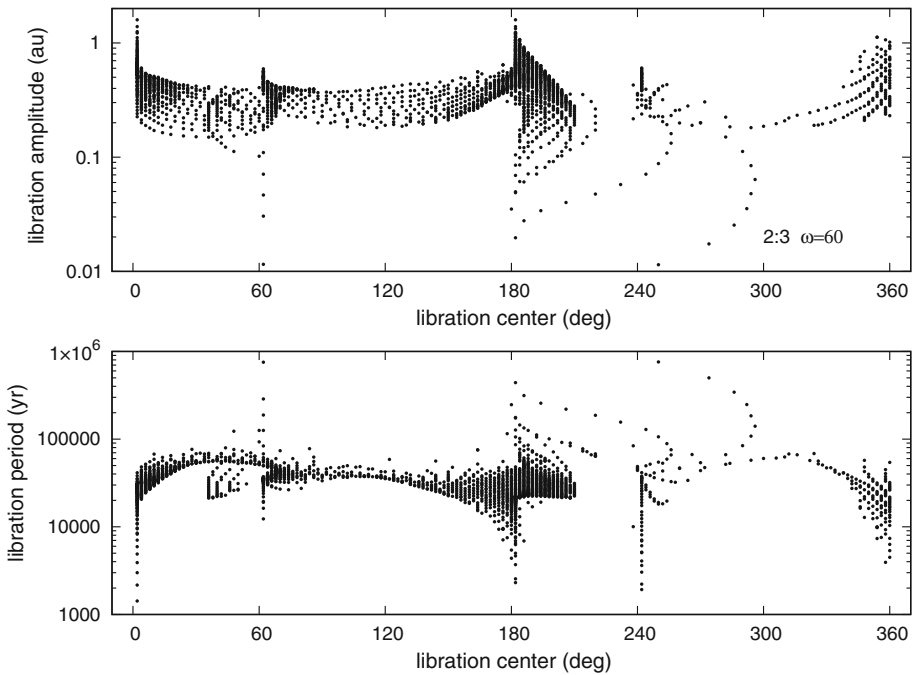 libration amplitude (au)
1
0.1
0.01
2:3 ω=60
0 60 120 180 240 300 360
libration center (deg)
libration period (yr)
1×10⁶
100000
10000
1000
0 60 120 180 240 300 360
libration center (deg)